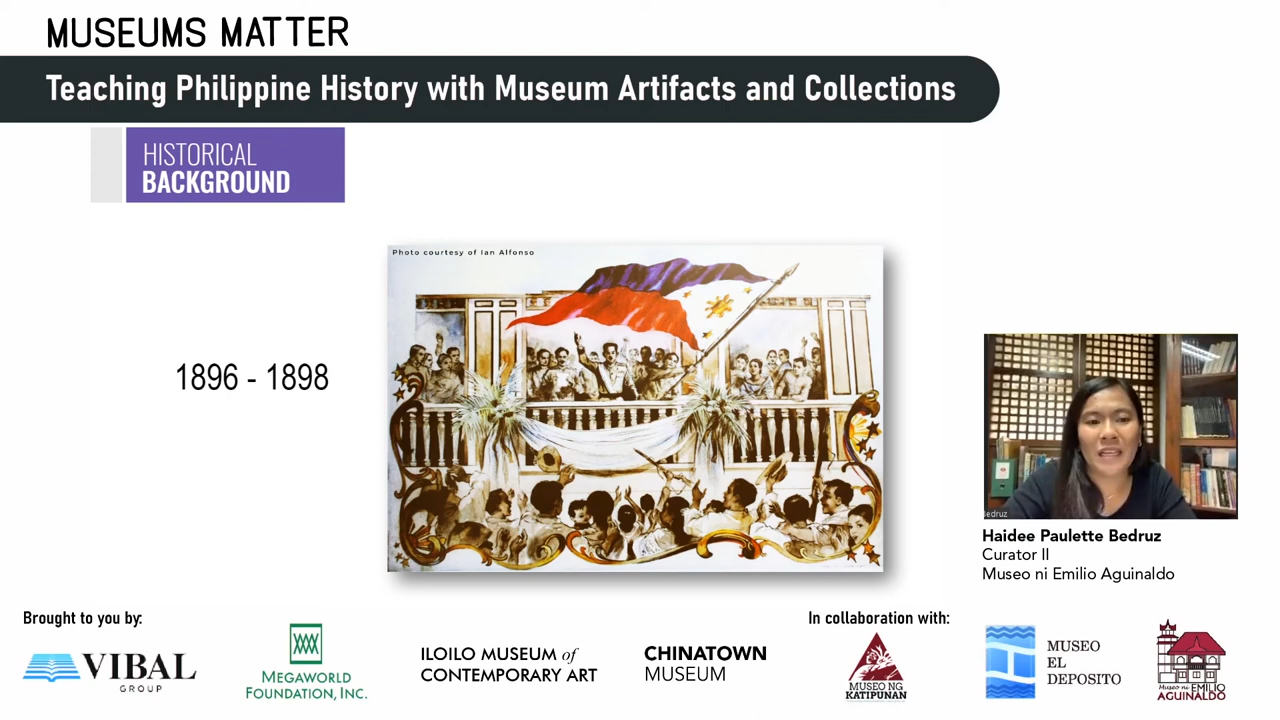 MUSEUMS MATTER
Teaching Philippine History with Museum Artifacts and Collections
HISTORICAL
BACKGROUND
Photo courtesy of Ian Alfonso
1896 - 1898
Bedruz
Haidee Paulette Bedruz
Curator II
Museo ni Emilio Aguinaldo
Brought to you by:
In collaboration with:
VIBAL
GROUP
MEGAWORLD
FOUNDATION, INC.
ILOILO MUSEUM of
CONTEMPORARY ART
CHINATOWN
MUSEUM
MUSEO NG
KATIPUNAN
MUSEO
EL
DEPOSITO
Museo ni EMILIO
AGUINALDO